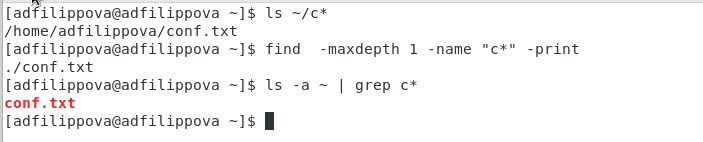 [adfilippova@adfilippova ~]$ ls ~/c*
/home/adfilippova/conf.txt
[adfilippova@adfilippova ~]$ find  -maxdepth 1 -name "c*" -print
./conf.txt
[adfilippova@adfilippova ~]$ ls -a ~ | grep c*
conf.txt
[adfilippova@adfilippova ~]$